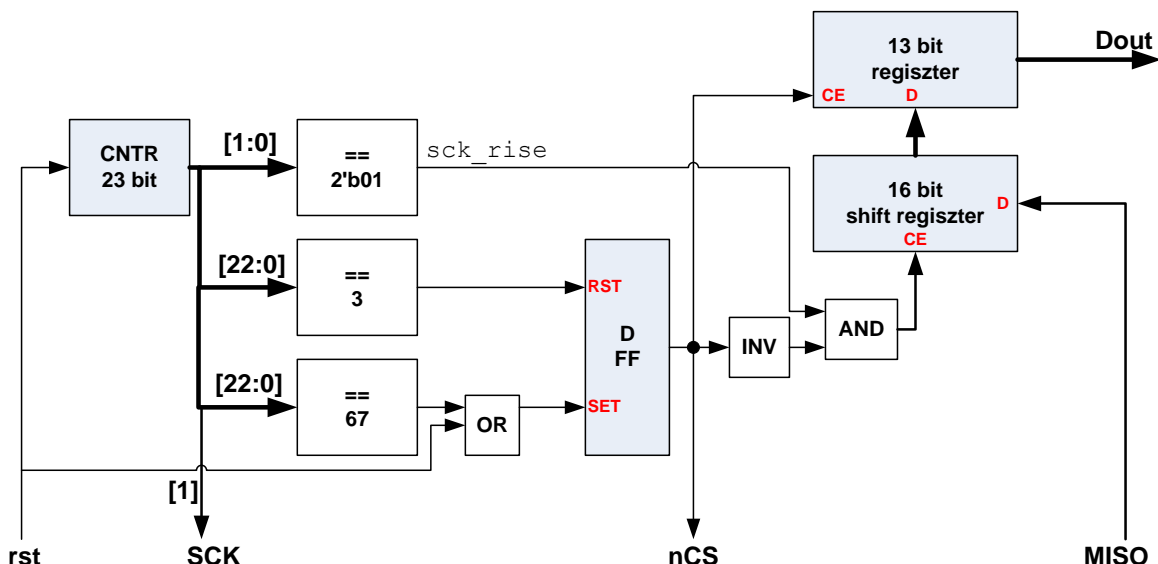 13 bit
regiszter
CE
D
Dout
CNTR
23 bit
[1:0]
==
2'b01
sck_rise
16 bit
shift regiszter
D
CE
[22:0]
==
3
RST
D
FF
SET
INV
AND
[22:0]
==
67
OR
[1]
rst
SCK
nCS
MISO